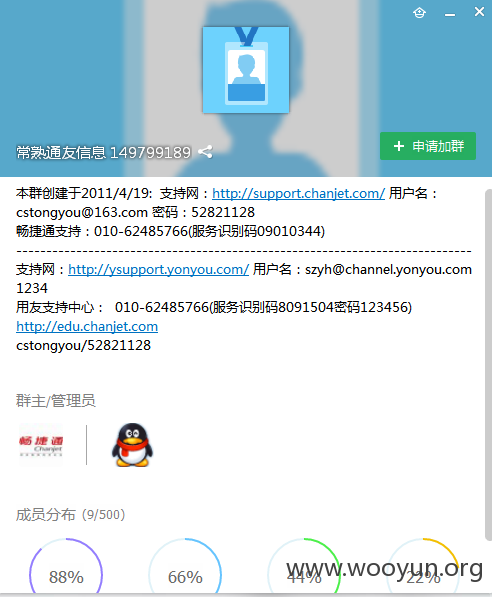 常熟通友信息 149799189
+ 申请加群
本群创建于2011/4/19: 支持网：http://support.chanjet.com/ 用户名：
cstongyou@163.com 密码：52821128
畅捷通支持：010-62485766(服务识别码09010344)
--------------------------------------------------------------------------------
支持网：http://ysupport.yonyou.com/ 用户名：szyh@channel.yonyou.com
1234
用友支持中心： 010-62485766(服务识别码8091504密码123456)
http://edu.chanjet.com
cstongyou/52821128
群主/管理员
畅捷通
Chanjet
成员分布 (9/500)
88% 66% 44% 22%
www.wooyun.org